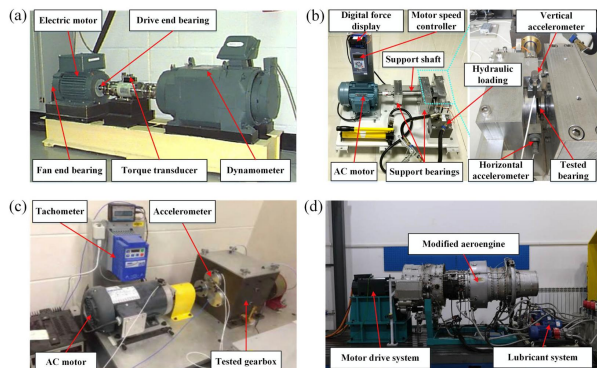 (a)
Electric motor
Drive end bearing
Fan end bearing
Torque transducer
Dynamometer
(b)
Digital force
display
Motor speed
controller
Vertical
accelerometer
Support shaft
Hydraulic
loading
AC motor
Support bearings
Horizontal
accelerometer
Tested
bearing
(c)
Tachometer
Accelerometer
AC motor
Tested gearbox
(d)
Modified aeroengine
Motor drive system
Lubricant system